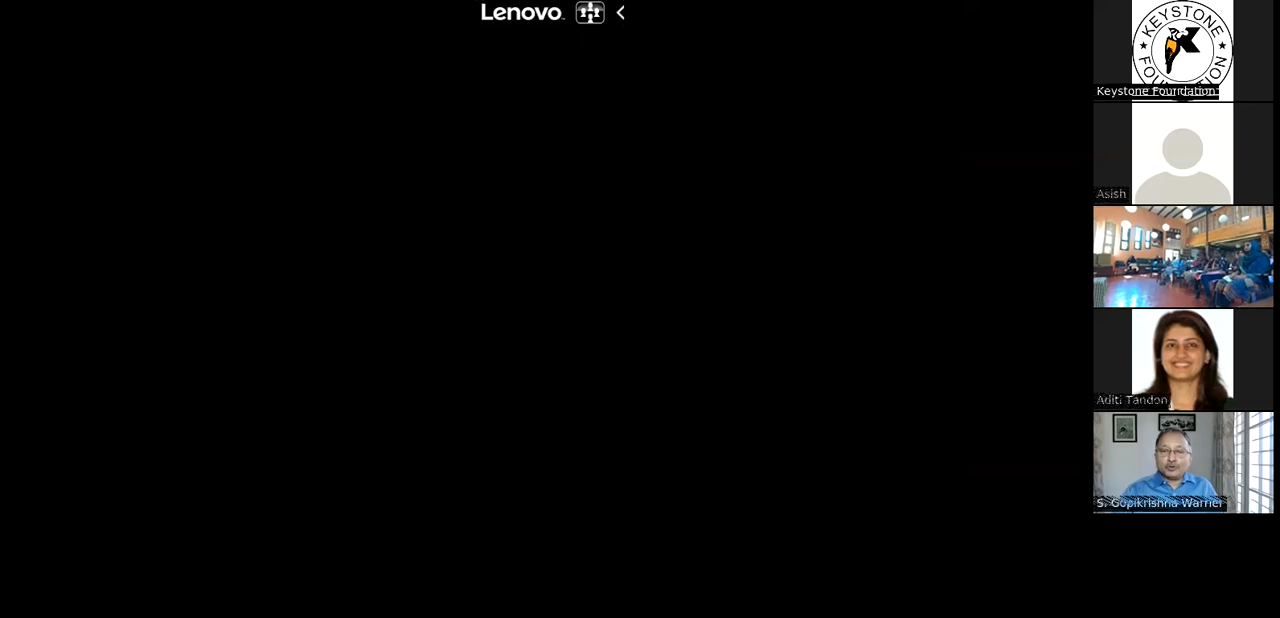 Lenovo
KEYSTONE
FOUNDATION
Keystone Foundation
Asish
Aditi Tandon
S. Gopikrishna Warrier